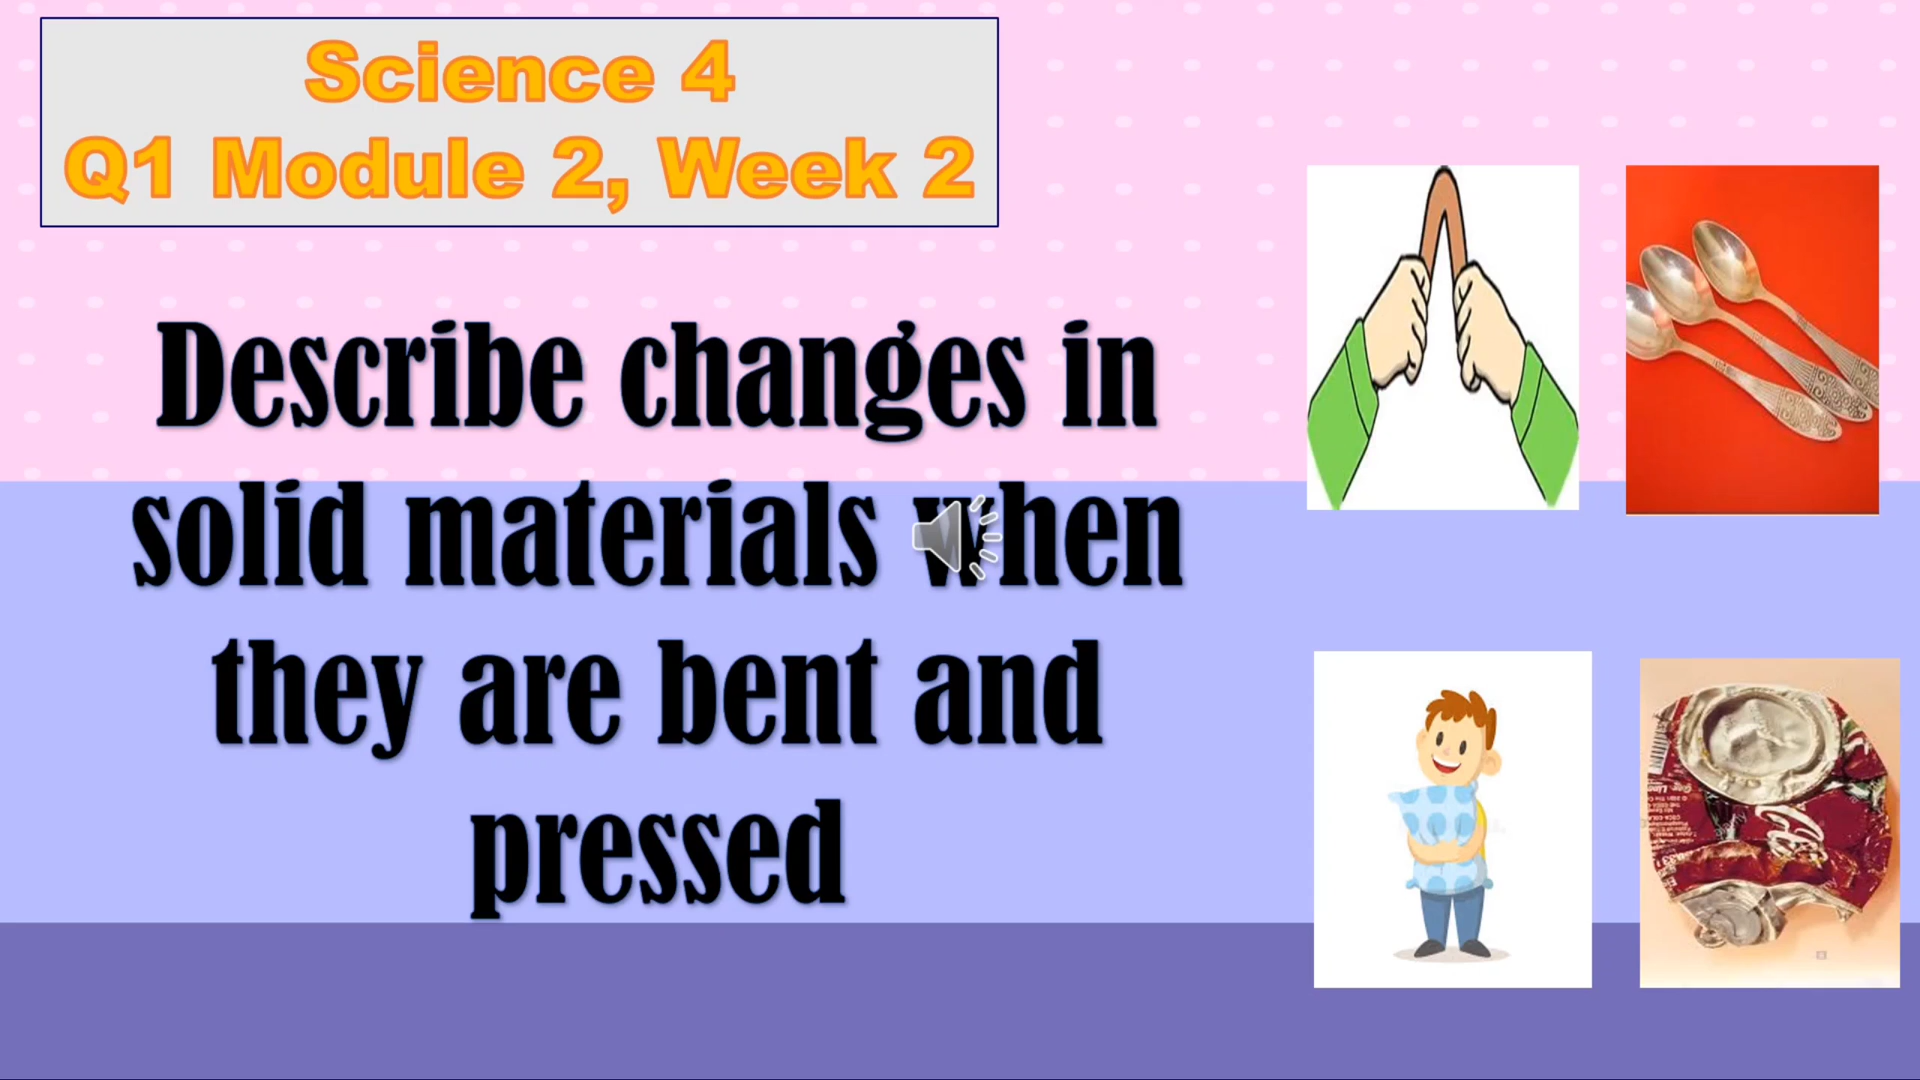 Science 4
Q1 Module 2, Week 2
Describe changes in
solid materials when
they are bent and
pressed